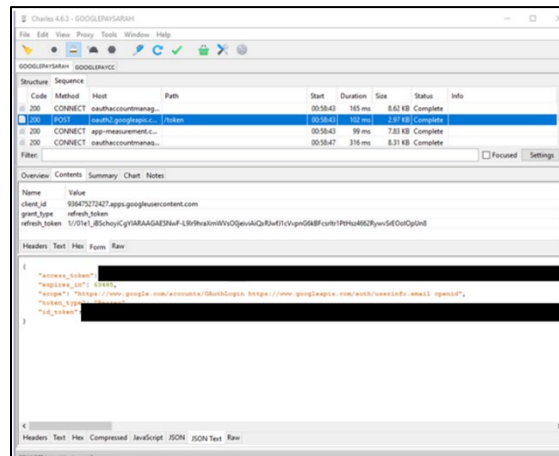 Charles 4.6.3 - GOOGLEPAYSARAH
File Edit View Proxy Tools Window Help
GOOGLEPAYSARAH GOOGLEPAYCC
Structure Sequence
Code Method Host Path Start Duration Size Status Info
200 CONNECT oauthaccountmanag... 00:58:43 165 ms 8.62 KB Complete
200 POST oauth2.googleapis.c... /token 00:58:43 102 ms 2.97 KB Complete
200 CONNECT app-measurement.c... 00:58:43 99 ms 7.83 KB Complete
200 CONNECT oauthaccountmanag... 00:58:47 316 ms 8.31 KB Complete
Filter: Focused Settings
Overview Contents Summary Chart Notes
Name Value
client_id 936475272427.apps.googleusercontent.com
grant_type refresh_token
refresh_token
Headers Text Hex Form Raw
{
"access_token":
"expires_in": 63485,
"scope": "https://www.google.com/accounts/OAuthLogin https://www.googleapis.com/auth/userinfo.email openid",
"token_type":
"id_token":
}
Headers Text Hex Compressed JavaScript JSON JSON Text Raw